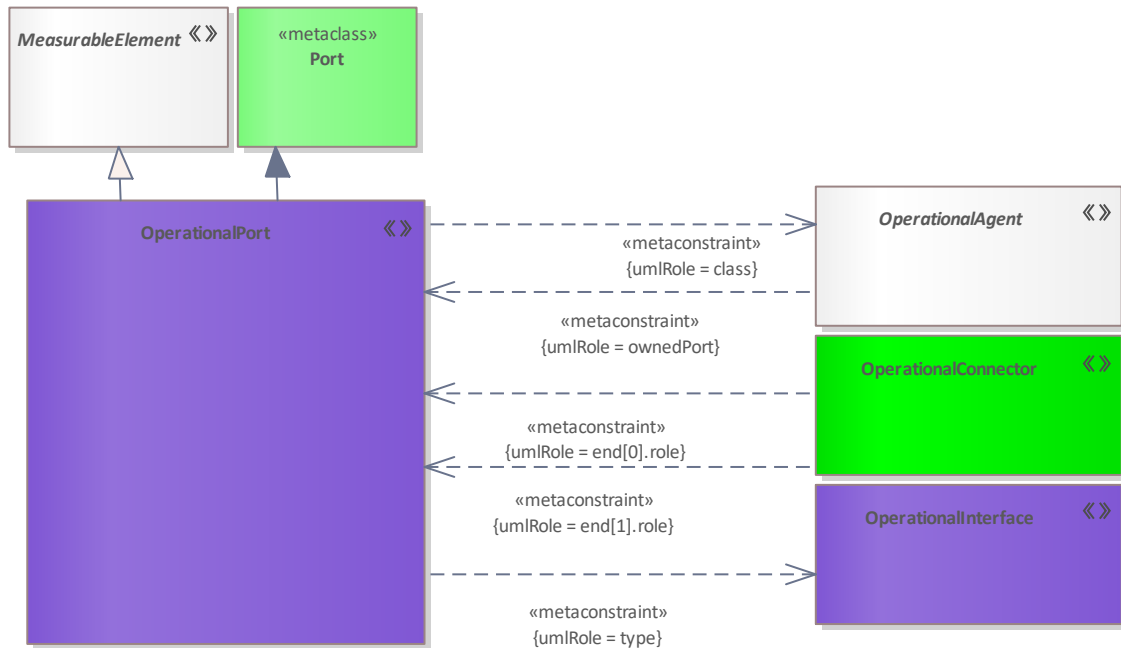 MeasurableElement «»
«metaclass»
Port
OperationalPort «»
OperationalAgent «»
«metaconstraint»
{umlRole = class}
«metaconstraint»
{umlRole = ownedPort}
OperationalConnector «»
«metaconstraint»
{umlRole = end[0].role}
OperationalInterface «»
«metaconstraint»
{umlRole = end[1].role}
«metaconstraint»
{umlRole = type}